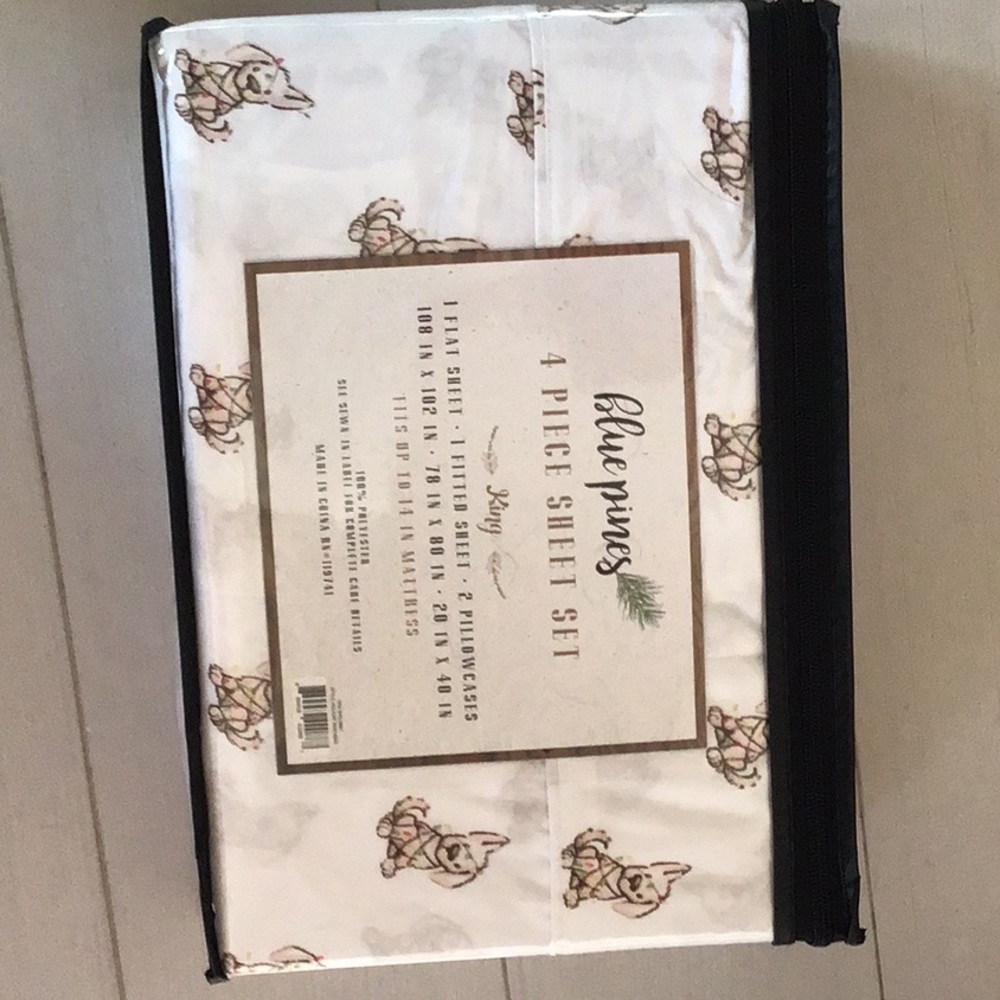 blue pines
4 PIECE SHEET SET
King
1 FLAT SHEET · 1 FITTED SHEET · 2 PILLOWCASES
108 IN X 102 IN · 78 IN X 80 IN · 20 IN X 40 IN
FITS UP TO 14 IN MATTRESS
100% POLYESTER
SEE SEWN IN LABEL FOR COMPLETE CARE DETAILS
MADE IN CHINA RN#119741